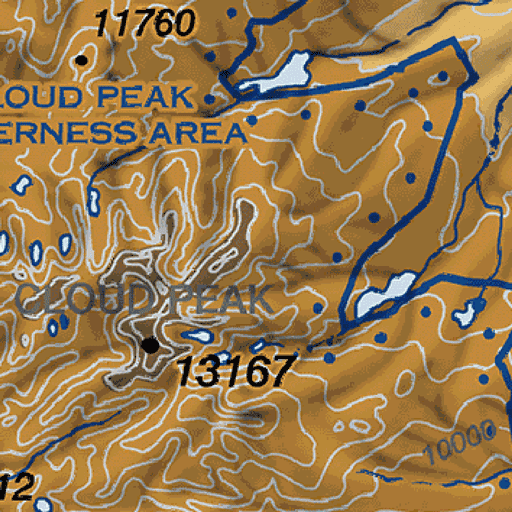 11760
LOUD PEAK
ERNESS AREA
CLOUD PEAK
13167
10000
12